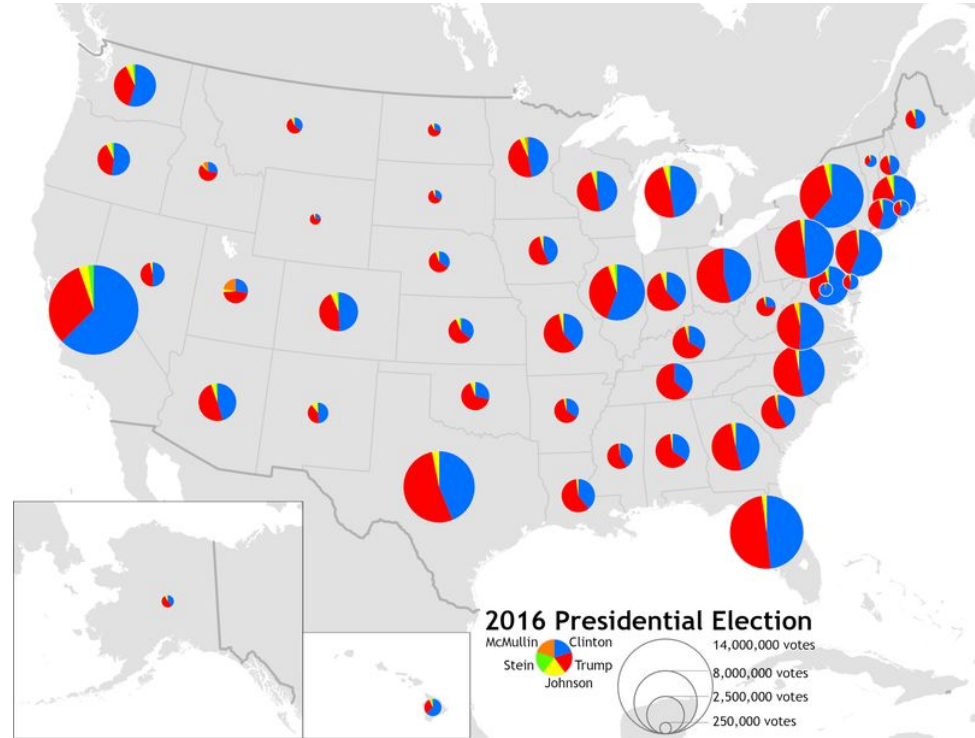 2016 Presidential Election
McMullin Clinton
Stein Trump
Johnson
14,000,000 votes
8,000,000 votes
2,500,000 votes
250,000 votes